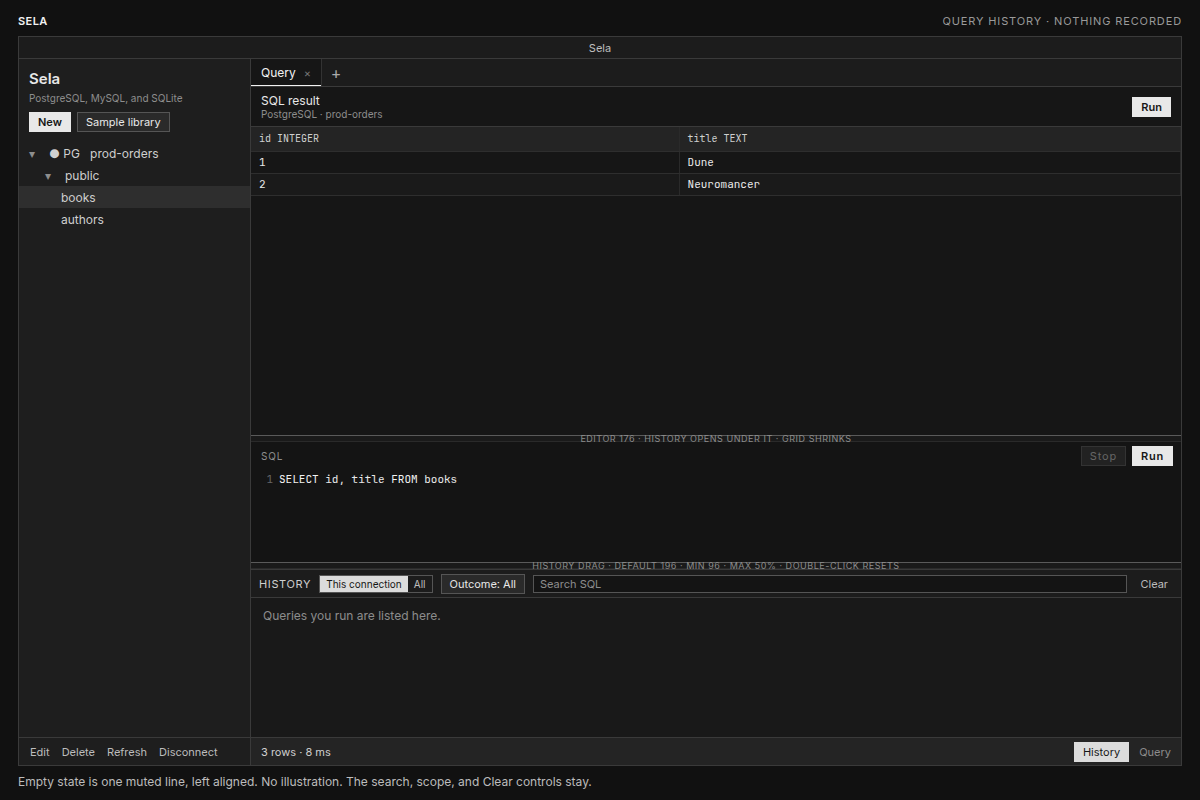 SELA
QUERY HISTORY · NOTHING RECORDED
Sela
Sela
PostgreSQL, MySQL, and SQLite
New Sample library
▾ ● PG prod-orders
▾ public
books
authors
Query × +
SQL result
PostgreSQL · prod-orders
Run
id INTEGER title TEXT
1 Dune
2 Neuromancer
EDITOR 176 · HISTORY OPENS UNDER IT · GRID SHRINKS
SQL Stop Run
1 SELECT id, title FROM books
HISTORY DRAG · DEFAULT 196 · MIN 96 · MAX 50% · DOUBLE-CLICK RESETS
HISTORY This connection All Outcome: All Search SQL Clear
Queries you run are listed here.
Edit Delete Refresh Disconnect
3 rows · 8 ms
History Query
Empty state is one muted line, left aligned. No illustration. The search, scope, and Clear controls stay.